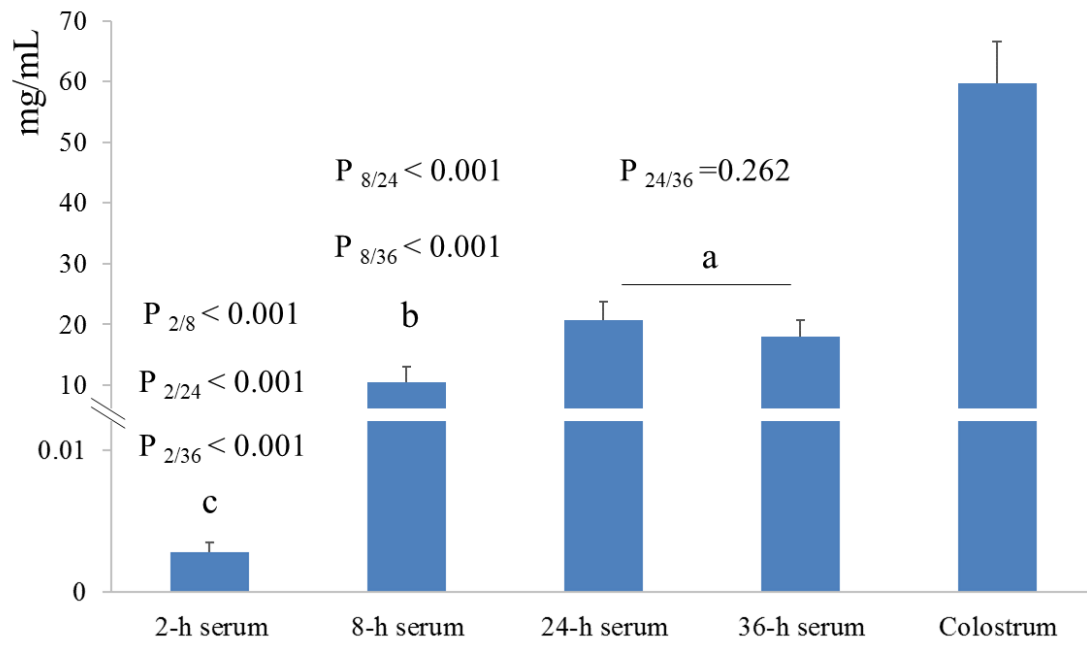 mg/mL
70
60
50
40
30
20
10
0.01
0
P 8/24 < 0.001
P 24/36 =0.262
P 8/36 < 0.001
a
P 2/8 < 0.001
b
P 2/24 < 0.001
P 2/36 < 0.001
c
2-h serum
8-h serum
24-h serum
36-h serum
Colostrum